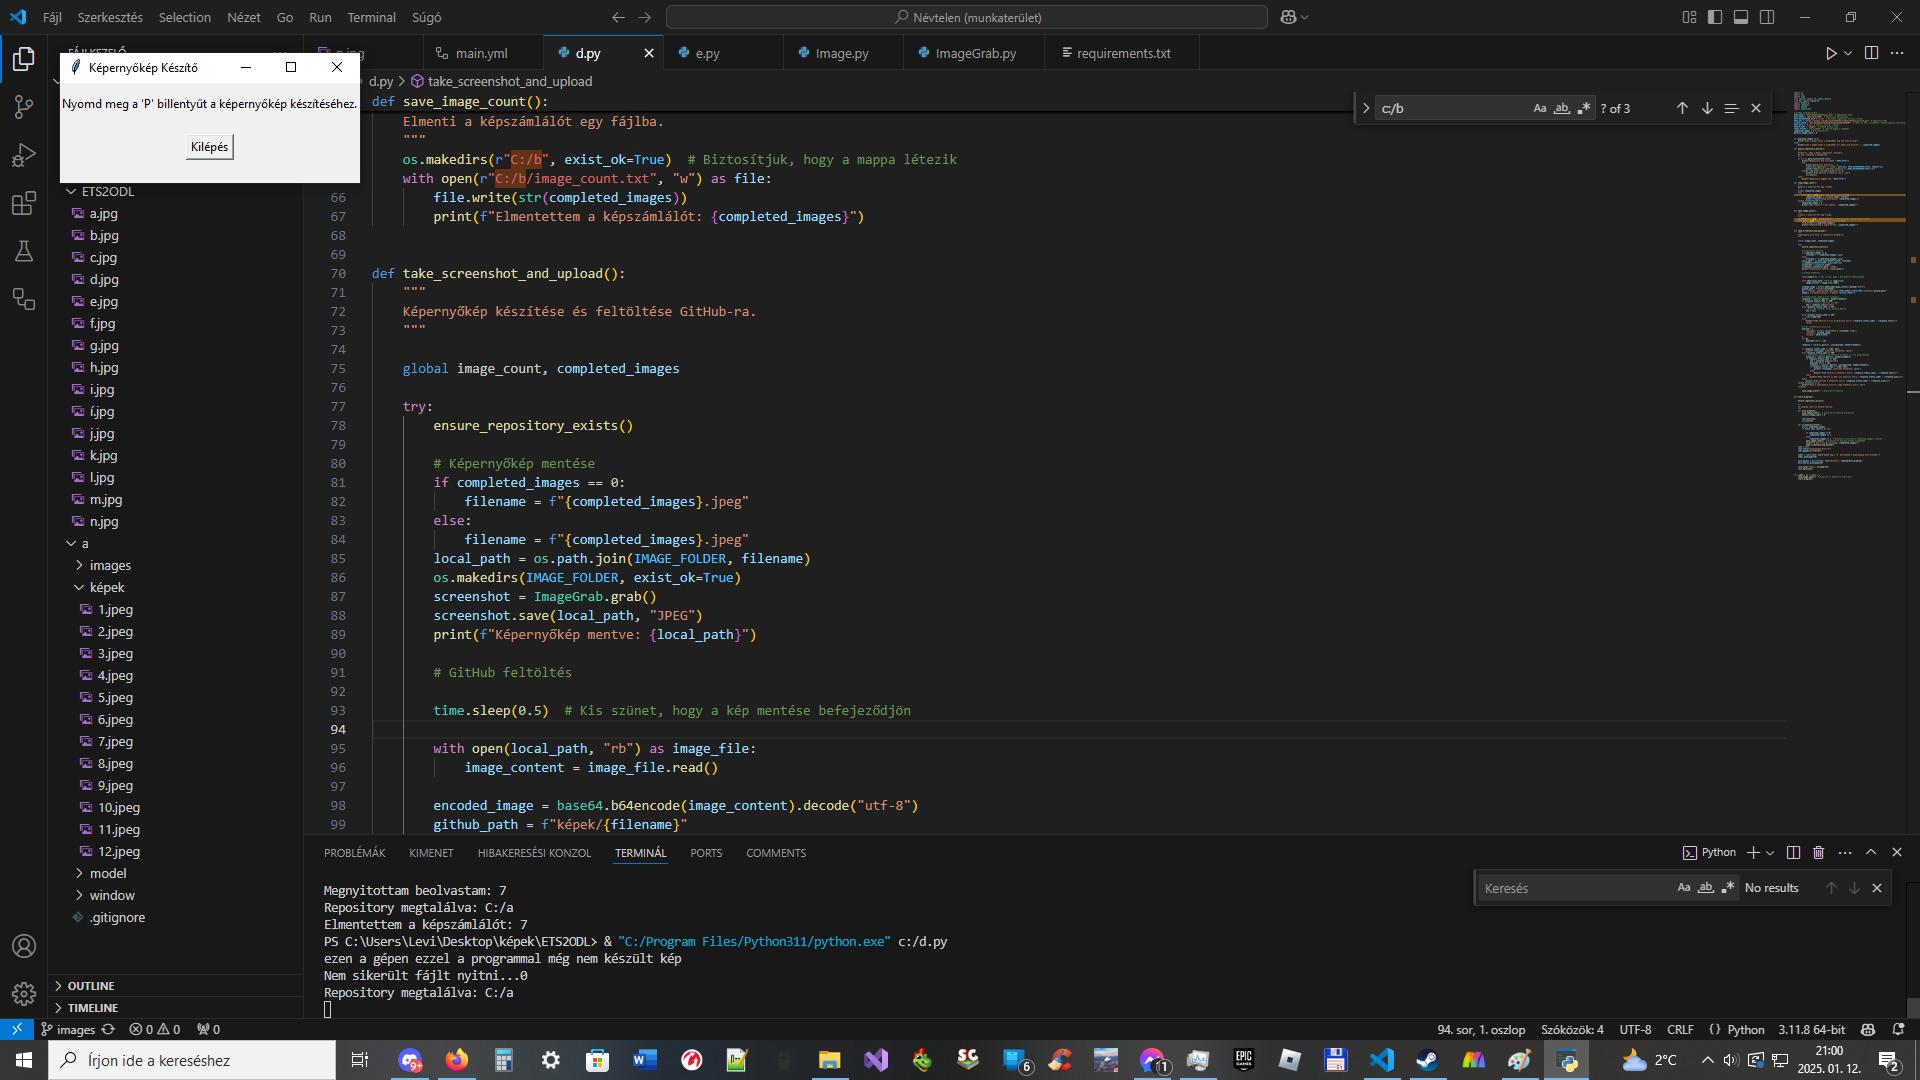 Fájl Szerkesztés Selection Nézet Go Run Terminal Súgó
Névtelen (munkaterület)
FÁJLKEZELŐ
main.yml d.py e.py Image.py ImageGrab.py requirements.txt
Képernyőkép Készítő
Nyomd meg a 'P' billentyűt a képernyőkép készítéséhez.
Kilépés
d.py > take_screenshot_and_upload
c:/b
Aa ab ? of 3
ETS2ODL
a.jpg
b.jpg
c.jpg
d.jpg
e.jpg
f.jpg
g.jpg
h.jpg
i.jpg
í.jpg
j.jpg
k.jpg
l.jpg
m.jpg
n.jpg
a
images
képek
1.jpeg
2.jpeg
3.jpeg
4.jpeg
5.jpeg
6.jpeg
7.jpeg
8.jpeg
9.jpeg
10.jpeg
11.jpeg
12.jpeg
model
window
.gitignore
OUTLINE
TIMELINE
def save_image_count():
Elmenti a képszámlálót egy fájlba.
"""
os.makedirs(r"C:/b", exist_ok=True)  # Biztosítjuk, hogy a mappa létezik
with open(r"C:/b/image_count.txt", "w") as file:
66 file.write(str(completed_images))
67 print(f"Elmentettem a képszámlálót: {completed_images}")
68
69
70 def take_screenshot_and_upload():
71 """
72 Képernyőkép készítése és feltöltése GitHub-ra.
73 """
74
75 global image_count, completed_images
76
77 try:
78 ensure_repository_exists()
79
80 # Képernyőkép mentése
81 if completed_images == 0:
82 filename = f"{completed_images}.jpeg"
83 else:
84 filename = f"{completed_images}.jpeg"
85 local_path = os.path.join(IMAGE_FOLDER, filename)
86 os.makedirs(IMAGE_FOLDER, exist_ok=True)
87 screenshot = ImageGrab.grab()
88 screenshot.save(local_path, "JPEG")
89 print(f"Képernyőkép mentve: {local_path}")
90
91 # GitHub feltöltés
92
93 time.sleep(0.5)  # Kis szünet, hogy a kép mentése befejeződjön
94
95 with open(local_path, "rb") as image_file:
96 image_content = image_file.read()
97
98 encoded_image = base64.b64encode(image_content).decode("utf-8")
99 github_path = f"képek/{filename}"
PROBLÉMÁK KIMENET HIBAKERESÉSI KONZOL TERMINÁL PORTS COMMENTS
Python
Keresés Aa ab No results
Megnyitottam beolvastam: 7
Repository megtalálva: C:/a
Elmentettem a képszámlálót: 7
PS C:\Users\Levi\Desktop\képek\ETS2ODL> & "C:/Program Files/Python311/python.exe" c:/d.py
ezen a gépen ezzel a programmal még nem készült kép
Nem sikerült fájlt nyitni...0
Repository megtalálva: C:/a
images 0 0 0
94. sor, 1. oszlop Szóközök: 4 UTF-8 CRLF {} Python 3.11.8 64-bit
Írjon ide a kereséshez
9+
SC
6
1
EPIC GAMES
2°C
21:00
2025. 01. 12.
2